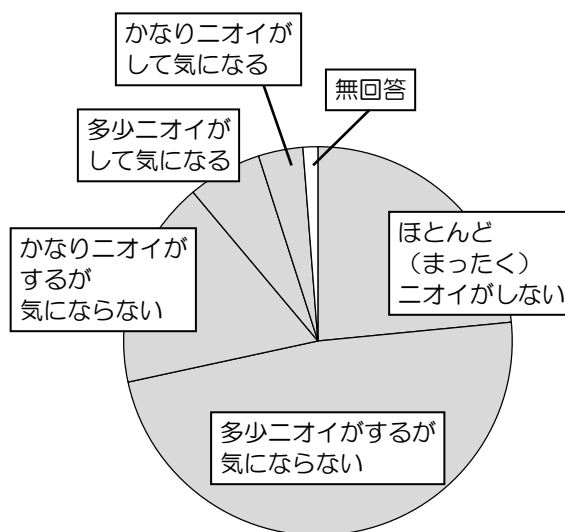 かなりニオイが
して気になる
無回答
多少ニオイが
して気になる
かなりニオイが
するが
気にならない
ほとんど
（まったく）
ニオイがしない
多少ニオイがするが
気にならない